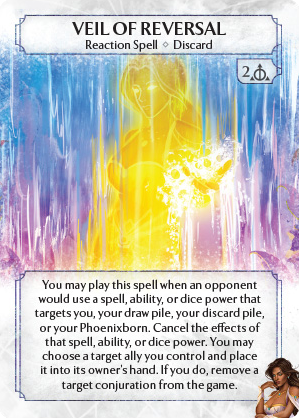 VEIL OF REVERSAL
Reaction Spell ⬦ Discard
2
You may play this spell when an opponent
would use a spell, ability, or dice power that
targets you, your draw pile, your discard pile,
or your Phoenixborn. Cancel the effects of
that spell, ability, or dice power. You may
choose a target ally you control and place
it into its owner's hand. If you do, remove a
target conjuration from the game.